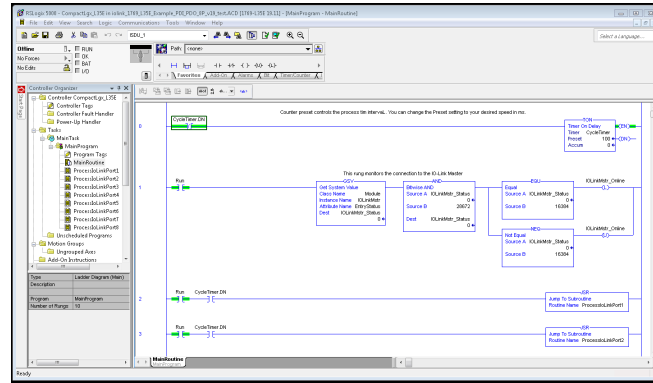 RSLogix 5000 - CompactLgx_L35E in iolink_1769_L35E_Example_PDI_PDO_8P_v19_test.ACD [1769-L35E 19.11] - [MainProgram - MainRoutine]
File Edit View Search Logic Communications Tools Window Help
ISDU_1
Select a Language...
Offline
RUN
No Forces
OK
No Edits
BAT
I/O
Path: <none>
Favorites Add-On Alarms Bit Timer/Counter
Start Page
Controller Organizer
Controller CompactLgx_L35E
Controller Tags
Controller Fault Handler
Power-Up Handler
Tasks
MainTask
MainProgram
Program Tags
MainRoutine
ProcessIoLinkPort1
ProcessIoLinkPort2
ProcessIoLinkPort3
ProcessIoLinkPort4
ProcessIoLinkPort5
ProcessIoLinkPort6
ProcessIoLinkPort7
ProcessIoLinkPort8
Unscheduled Programs
Motion Groups
Ungrouped Axes
Add-On Instructions
Type Ladder Diagram (Main)
Description
Program MainProgram
Number of Rungs 10
Counter preset controls the process tim interval.. You can change the Preset setting to your desired speed in ms.
0
CycleTimer.DN
TON
Timer On Delay
Timer CycleTimer
Preset 100
Accum 0
EN
DN
This rung monitors the connection to the IO-Link Master
1
Run
GSV
Get System Value
Class Name Module
Instance Name IOLinkMstr
Attribute Name EntryStatus
Dest IOLinkMstr_Status
0
AND
Bitwise AND
Source A IOLinkMstr_Status
0
Source B 28672
Dest IOLinkMstr_Status
0
EQU
Equal
Source A IOLinkMstr_Status
0
Source B 16384
IOLinkMstr_Online
L
NEQ
Not Equal
Source A IOLinkMstr_Status
0
Source B 16384
IOLinkMstr_Online
U
2
Run CycleTimer.DN
JSR
Jump To Subroutine
Routine Name ProcessIoLinkPort1
3
Run CycleTimer.DN
JSR
Jump To Subroutine
Routine Name ProcessIoLinkPort2
MainRoutine
MainProgram
Ready